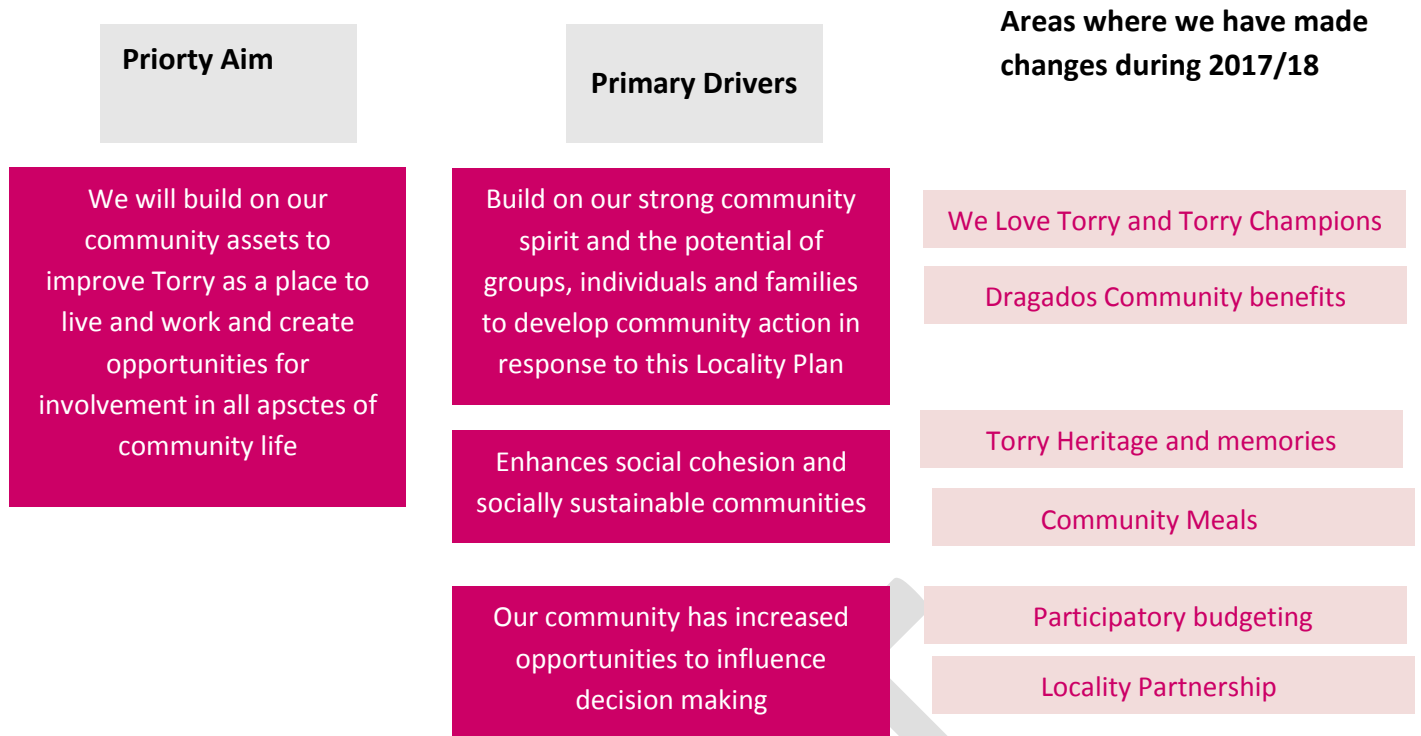 Priorty Aim
Primary Drivers
Areas where we have made
changes during 2017/18
We will build on our
community assets to
improve Torry as a place to
live and work and create
opportunities for
involvement in all apsctes of
community life
Build on our strong community
spirit and the potential of
groups, individuals and families
to develop community action in
response to this Locality Plan
We Love Torry and Torry Champions
Dragados Community benefits
Enhances social cohesion and
socially sustainable communities
Torry Heritage and memories
Community Meals
Our community has increased
opportunities to influence
decision making
Participatory budgeting
Locality Partnership